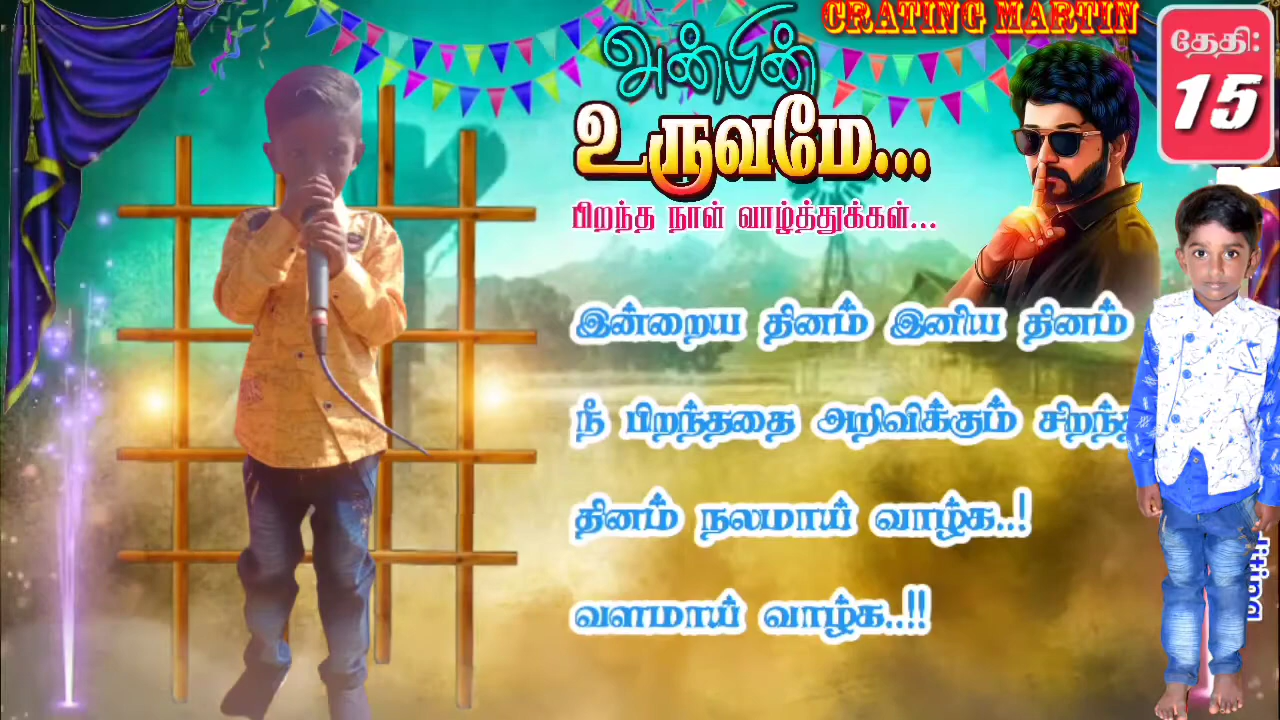 CRATING MARTIN
அன்பின்
உருவமே...
பிறந்த நாள் வாழ்த்துக்கள்...
தேதி:
15
இன்றைய தினம் இனிய தினம்
நீ பிறந்ததை அறிவிக்கும் சிறந்த
தினம் நலமாய் வாழ்க..!
வளமாய் வாழ்க..!!